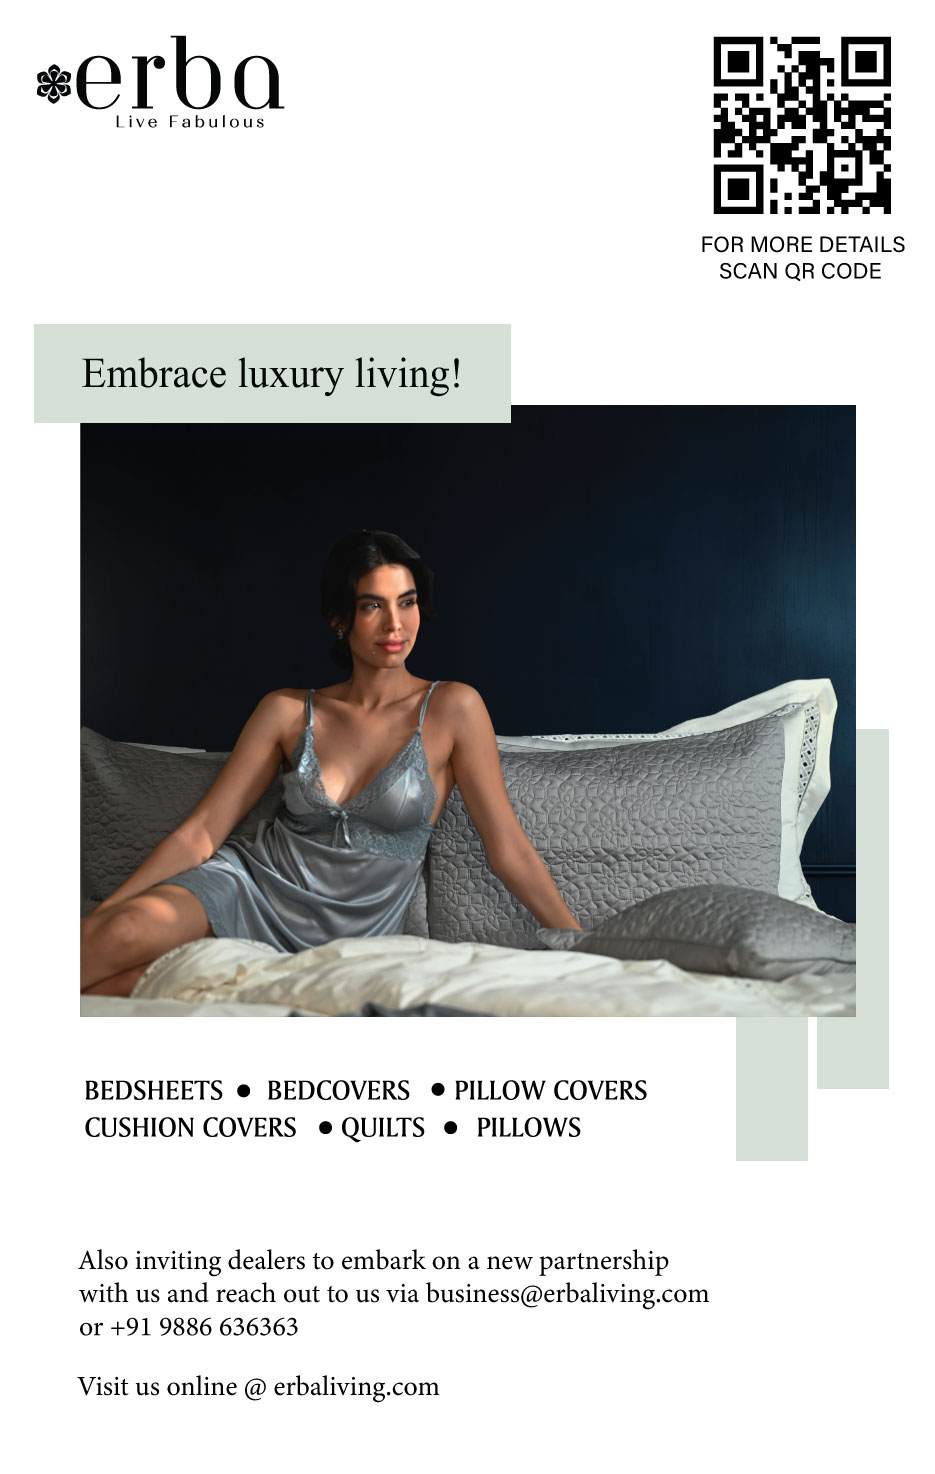 erba
Live Fabulous
FOR MORE DETAILS
SCAN QR CODE
Embrace luxury living!
BEDSHEETS ● BEDCOVERS ● PILLOW COVERS
CUSHION COVERS ● QUILTS ● PILLOWS
Also inviting dealers to embark on a new partnership
with us and reach out to us via business@erbaliving.com
or +91 9886 636363
Visit us online @ erbaliving.com